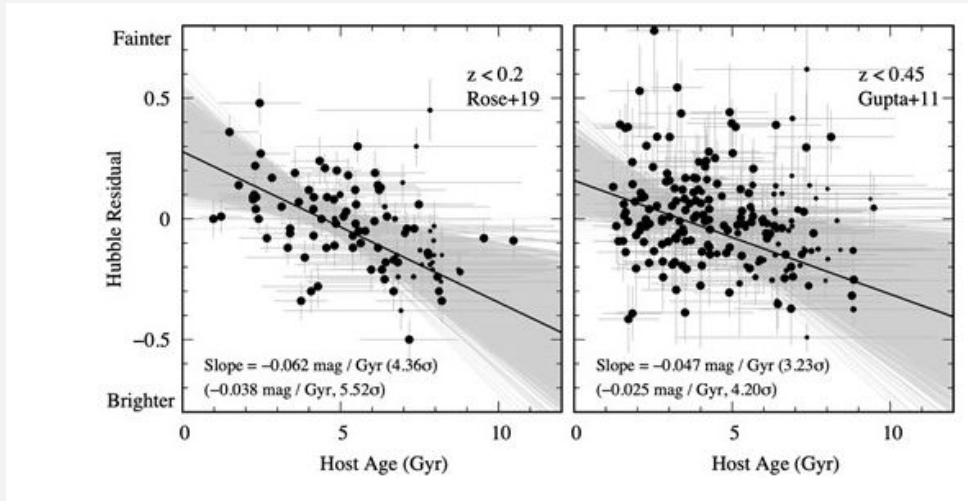 Fainter
0.5
0
−0.5
Brighter
Hubble Residual
z < 0.2
Rose+19
Slope = −0.062 mag / Gyr (4.36σ)
(−0.038 mag / Gyr, 5.52σ)
0
5
10
Host Age (Gyr)
z < 0.45
Gupta+11
Slope = −0.047 mag / Gyr (3.23σ)
(−0.025 mag / Gyr, 4.20σ)
0
5
10
Host Age (Gyr)